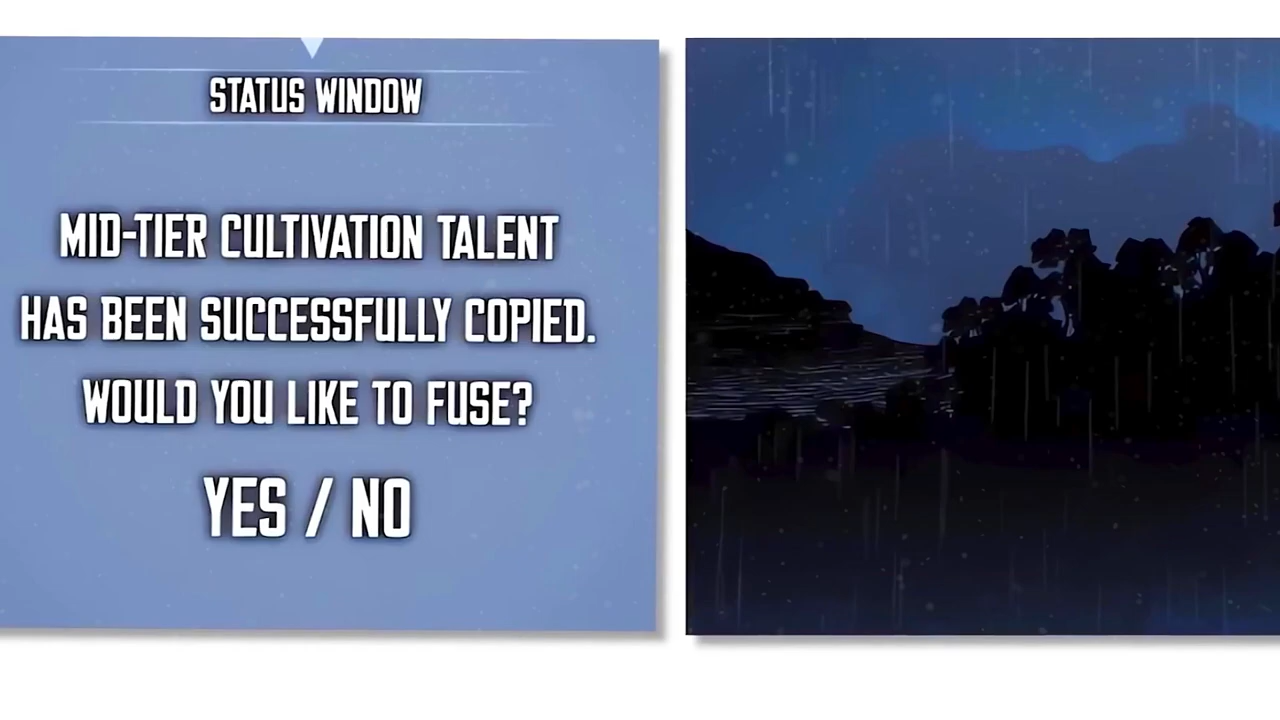 STATUS WINDOW
MID-TIER CULTIVATION TALENT
HAS BEEN SUCCESSFULLY COPIED.
WOULD YOU LIKE TO FUSE?
YES / NO